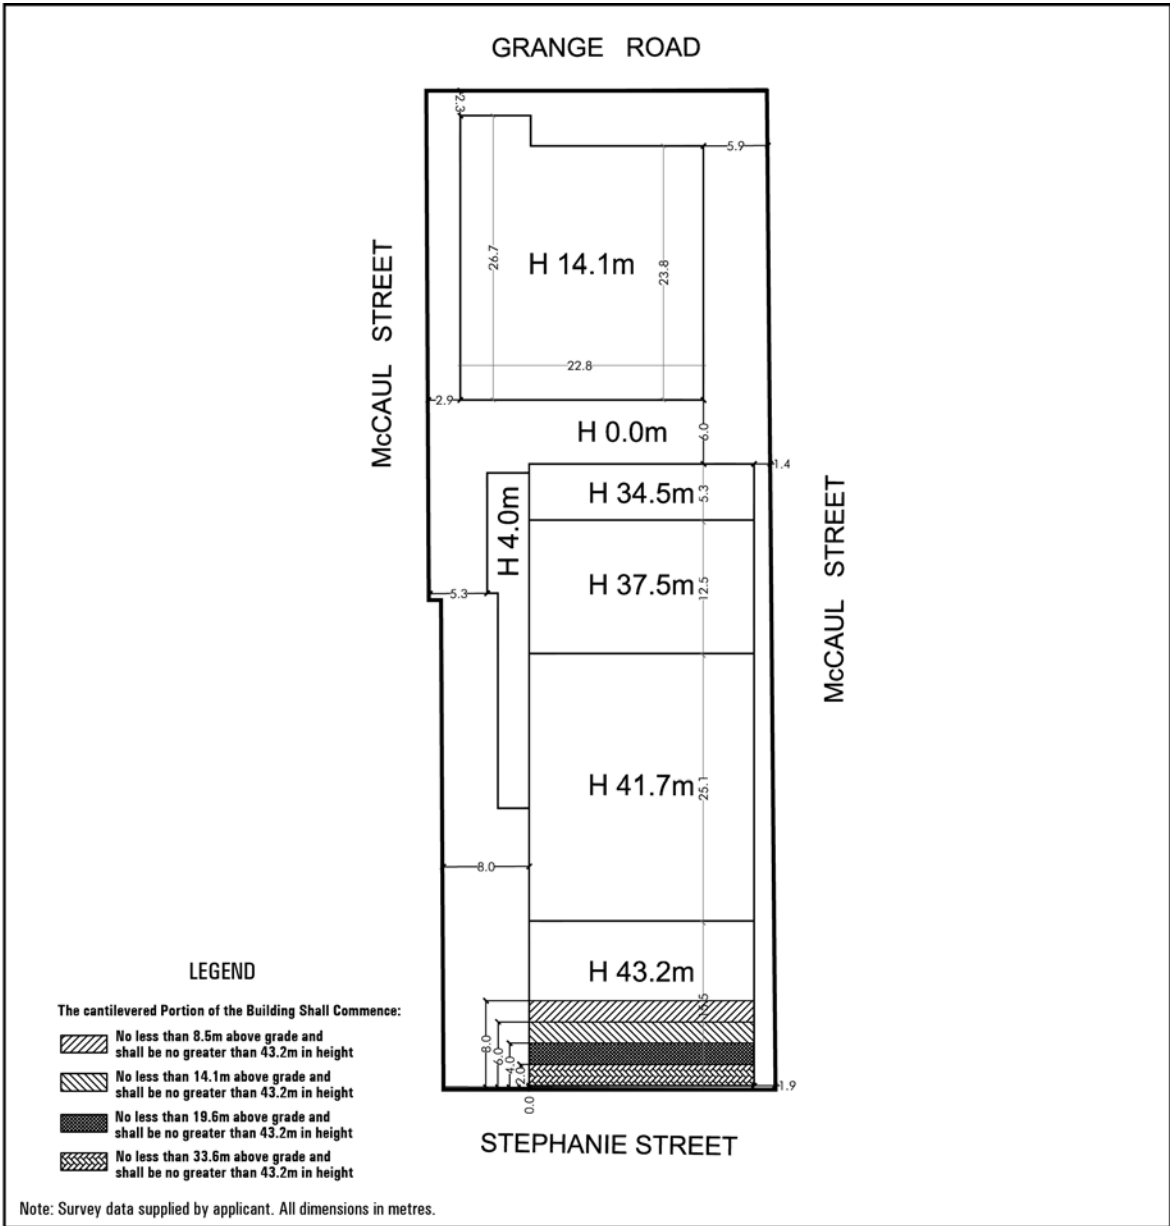 GRANGE ROAD
2.3
5.9
26.7
H 14.1m
23.8
McCAUL STREET
22.8
2.9
H 0.0m
6.0
1.4
H 34.5m
5.3
H 4.0m
McCAUL STREET
H 37.5m
12.5
5.3
H 41.7m
25.1
8.0
H 43.2m
15.5
8.0
6.0
4.0
2.0
1.9
0.0
STEPHANIE STREET
LEGEND
The cantilevered Portion of the Building Shall Commence:
No less than 8.5m above grade and
shall be no greater than 43.2m in height
No less than 14.1m above grade and
shall be no greater than 43.2m in height
No less than 19.6m above grade and
shall be no greater than 43.2m in height
No less than 33.6m above grade and
shall be no greater than 43.2m in height
Note: Survey data supplied by applicant. All dimensions in metres.